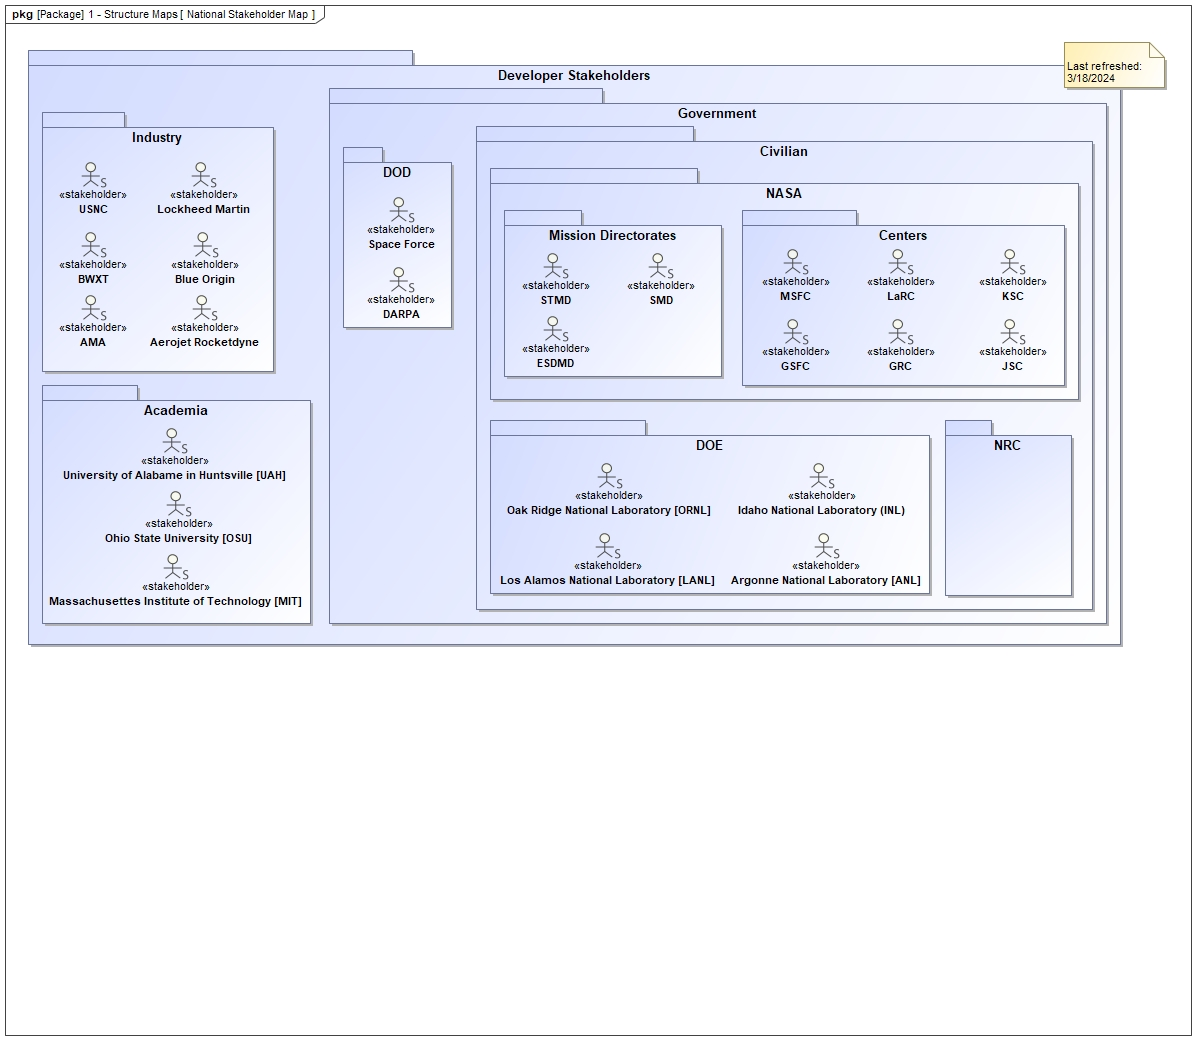 pkg [Package] 1 - Structure Maps [ National Stakeholder Map ]
Last refreshed:
3/18/2024
Developer Stakeholders
Industry
«stakeholder»
USNC
«stakeholder»
Lockheed Martin
«stakeholder»
BWXT
«stakeholder»
Blue Origin
«stakeholder»
AMA
«stakeholder»
Aerojet Rocketdyne
Academia
«stakeholder»
University of Alabame in Huntsville [UAH]
«stakeholder»
Ohio State University [OSU]
«stakeholder»
Massachusettes Institute of Technology [MIT]
Government
DOD
«stakeholder»
Space Force
«stakeholder»
DARPA
Civilian
NASA
Mission Directorates
«stakeholder»
STMD
«stakeholder»
SMD
«stakeholder»
ESDMD
Centers
«stakeholder»
MSFC
«stakeholder»
LaRC
«stakeholder»
KSC
«stakeholder»
GSFC
«stakeholder»
GRC
«stakeholder»
JSC
DOE
«stakeholder»
Oak Ridge National Laboratory [ORNL]
«stakeholder»
Idaho National Laboratory (INL)
«stakeholder»
Los Alamos National Laboratory [LANL]
«stakeholder»
Argonne National Laboratory [ANL]
NRC